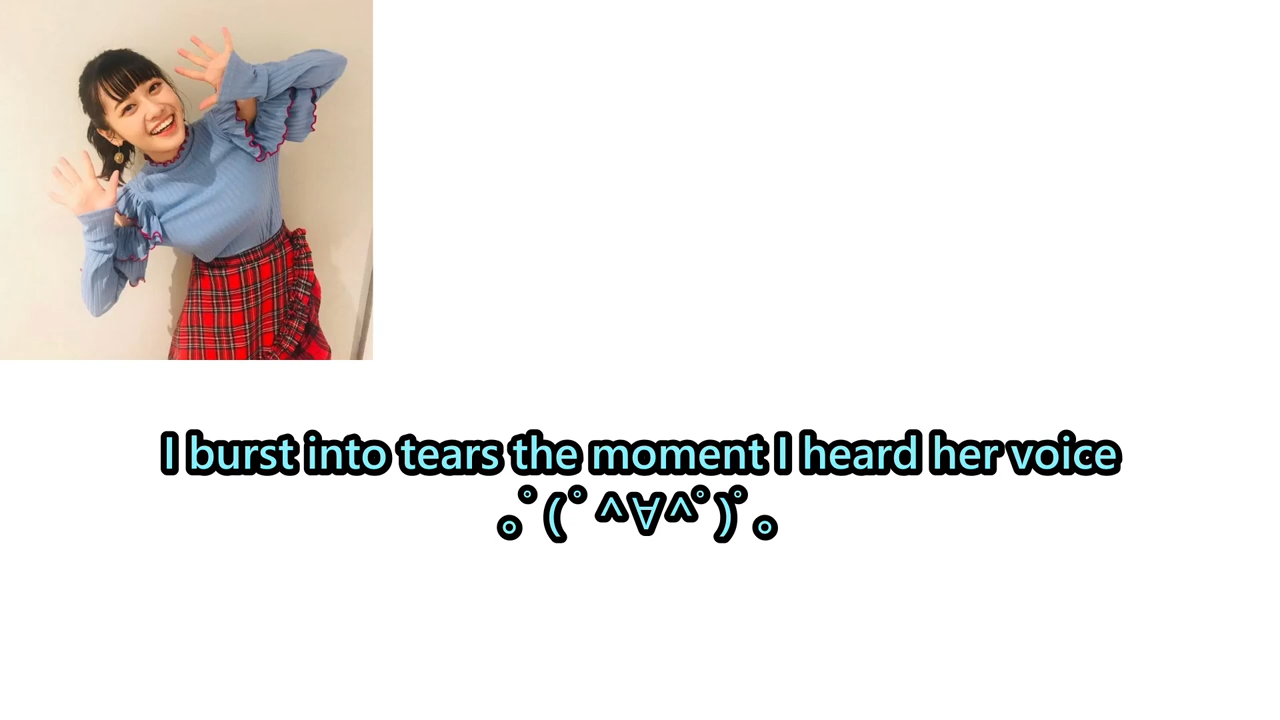 I burst into tears the moment I heard her voice
｡ﾟ( ﾟ^∀^ﾟ)ﾟ｡